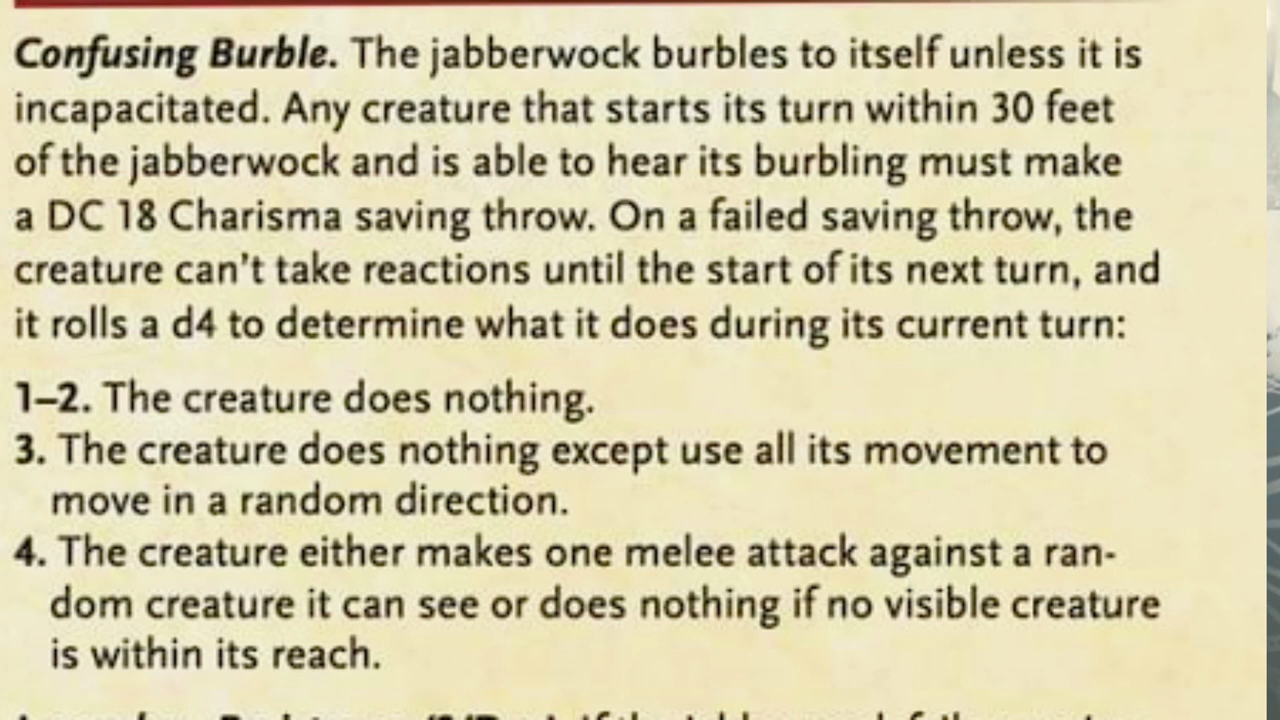 Confusing Burble. The jabberwock burbles to itself unless it is
incapacitated. Any creature that starts its turn within 30 feet
of the jabberwock and is able to hear its burbling must make
a DC 18 Charisma saving throw. On a failed saving throw, the
creature can't take reactions until the start of its next turn, and
it rolls a d4 to determine what it does during its current turn:
1–2. The creature does nothing.
3. The creature does nothing except use all its movement to
move in a random direction.
4. The creature either makes one melee attack against a ran-
dom creature it can see or does nothing if no visible creature
is within its reach.